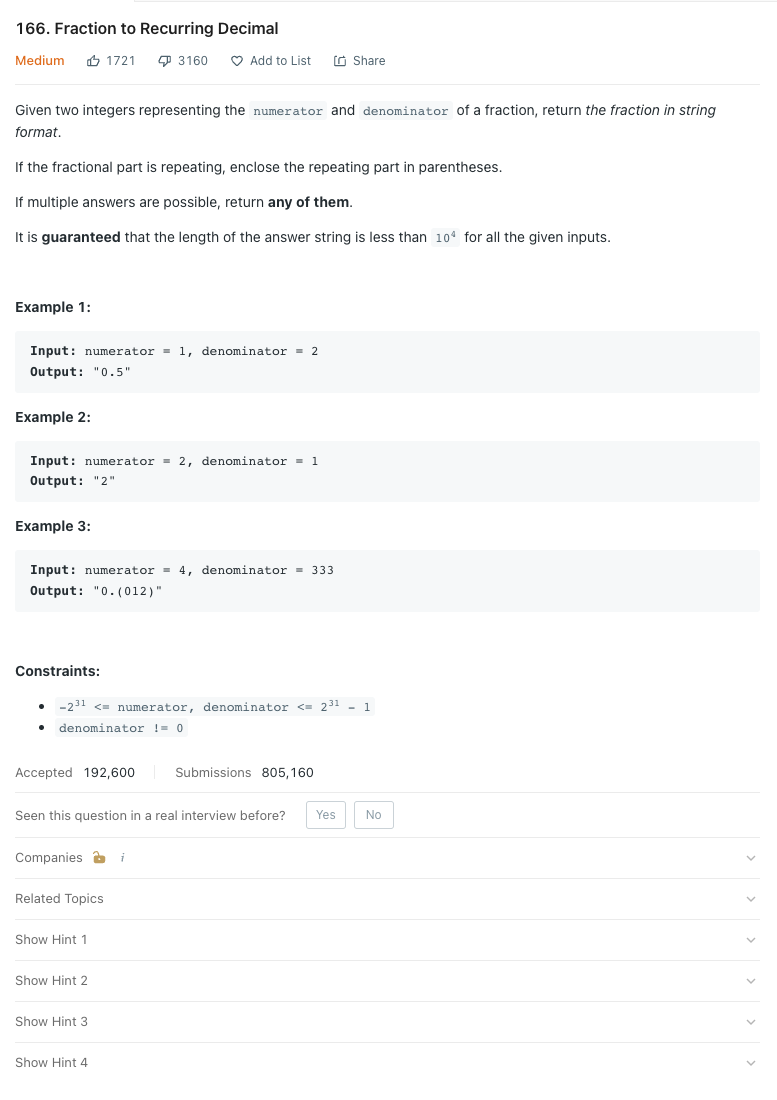 166. Fraction to Recurring Decimal
Medium 1721 3160 Add to List Share
Given two integers representing the numerator and denominator of a fraction, return the fraction in string
format.
If the fractional part is repeating, enclose the repeating part in parentheses.
If multiple answers are possible, return any of them.
It is guaranteed that the length of the answer string is less than 10⁴ for all the given inputs.
Example 1:
Input: numerator = 1, denominator = 2
Output: "0.5"
Example 2:
Input: numerator = 2, denominator = 1
Output: "2"
Example 3:
Input: numerator = 4, denominator = 333
Output: "0.(012)"
Constraints:
• -2³¹ <= numerator, denominator <= 2³¹ - 1
• denominator != 0
Accepted 192,600 Submissions 805,160
Seen this question in a real interview before? Yes No
Companies i
Related Topics
Show Hint 1
Show Hint 2
Show Hint 3
Show Hint 4